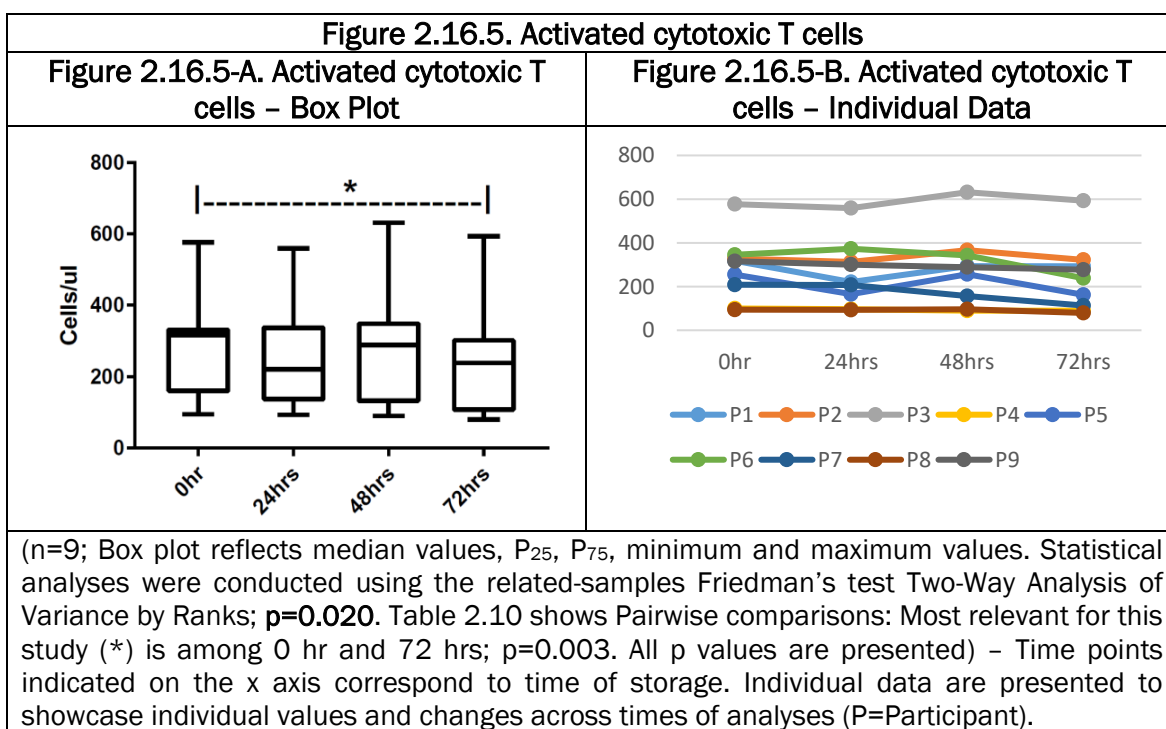 Figure 2.16.5. Activated cytotoxic T cells
Figure 2.16.5-A. Activated cytotoxic T
cells – Box Plot
Figure 2.16.5-B. Activated cytotoxic T
cells – Individual Data
Cells/ul
800
600
400
200
0
*
0hr
24hrs
48hrs
72hrs
800
600
400
200
0
0hr
24hrs
48hrs
72hrs
P1
P2
P3
P4
P5
P6
P7
P8
P9
(n=9; Box plot reflects median values, P25, P75, minimum and maximum values. Statistical
analyses were conducted using the related-samples Friedman's test Two-Way Analysis of
Variance by Ranks; p=0.020. Table 2.10 shows Pairwise comparisons: Most relevant for this
study (*) is among 0 hr and 72 hrs; p=0.003. All p values are presented) – Time points
indicated on the x axis correspond to time of storage. Individual data are presented to
showcase individual values and changes across times of analyses (P=Participant).